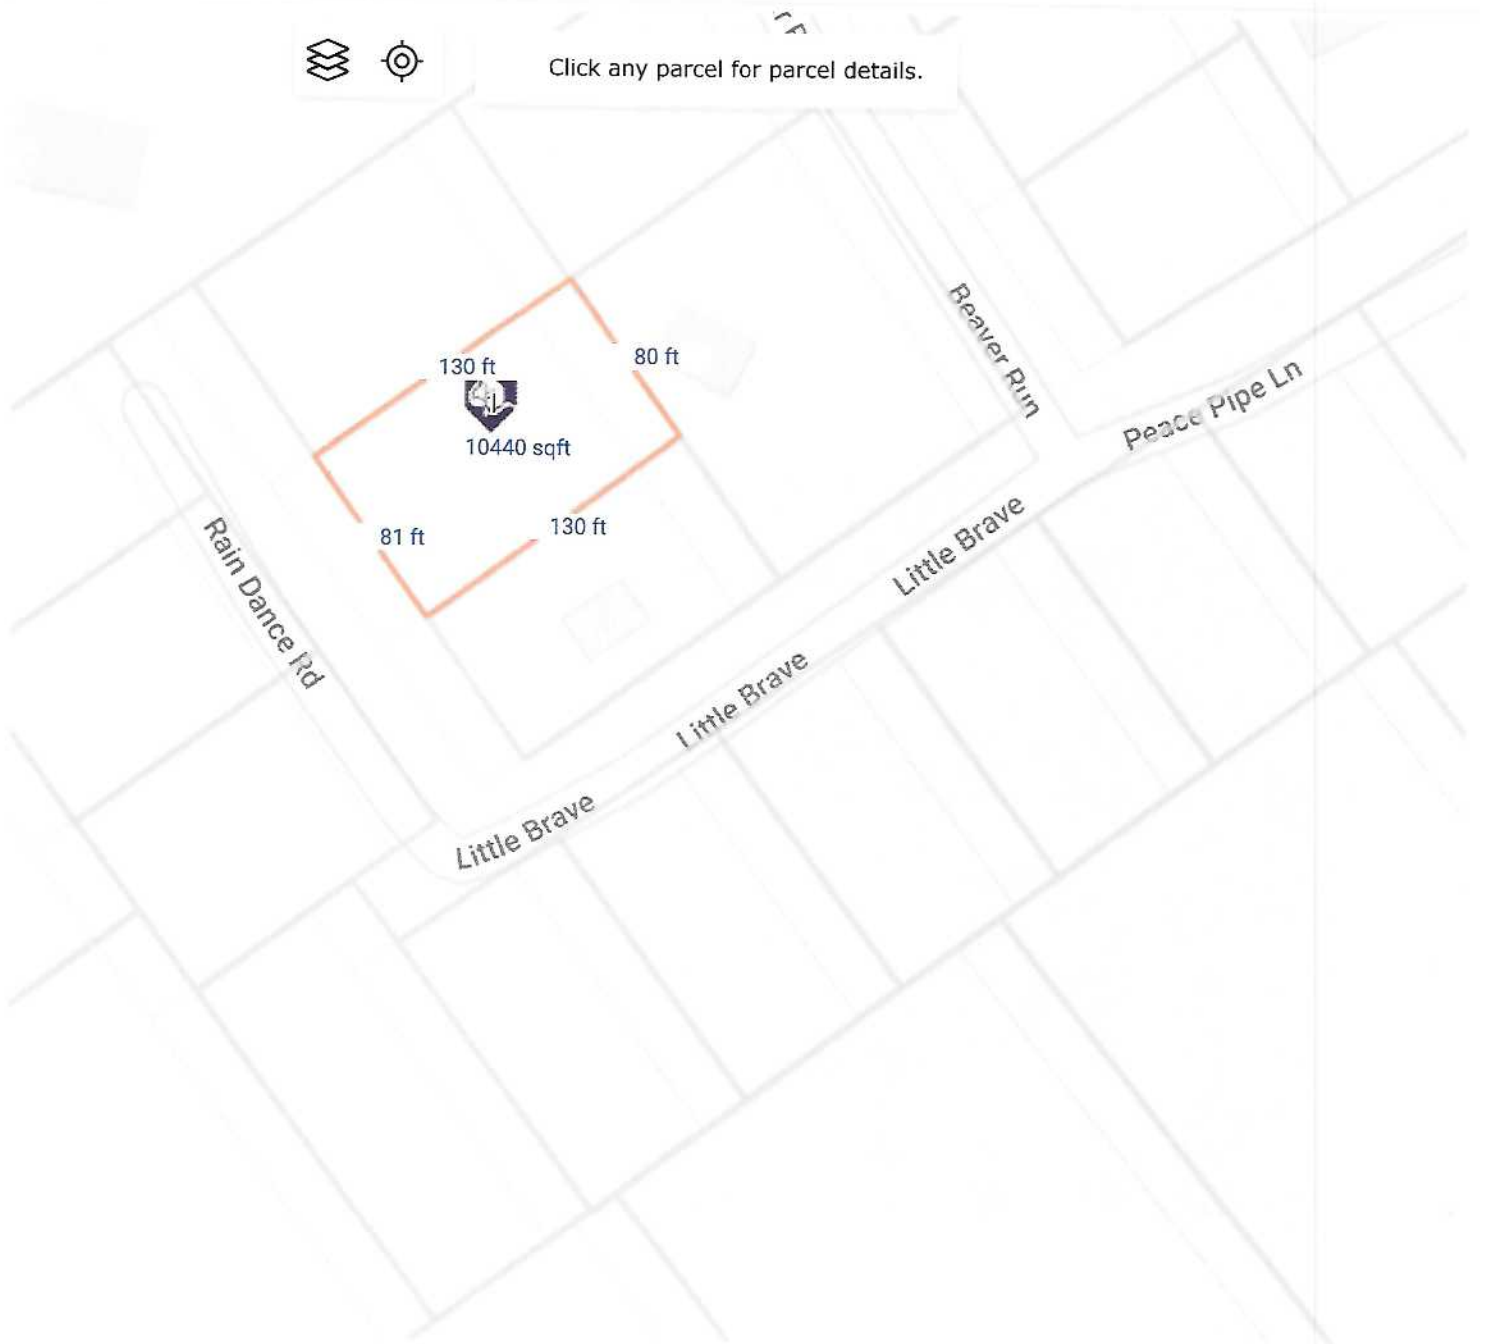 Click any parcel for parcel details.
130 ft
80 ft
10440 sqft
81 ft
130 ft
Beaver Run
Peace Pipe Ln
Rain Dance Rd
Little Brave
Little Brave
Little Brave